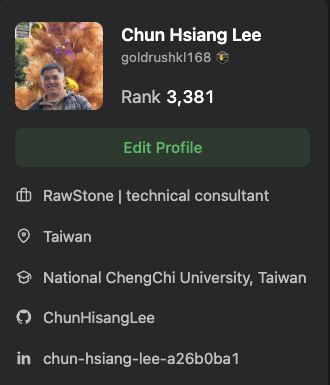 Chun Hsiang Lee
goldrushkl168
Rank 3,381
Edit Profile
RawStone | technical consultant
Taiwan
National ChengChi University, Taiwan
ChunHisangLee
in chun-hsiang-lee-a26b0ba1